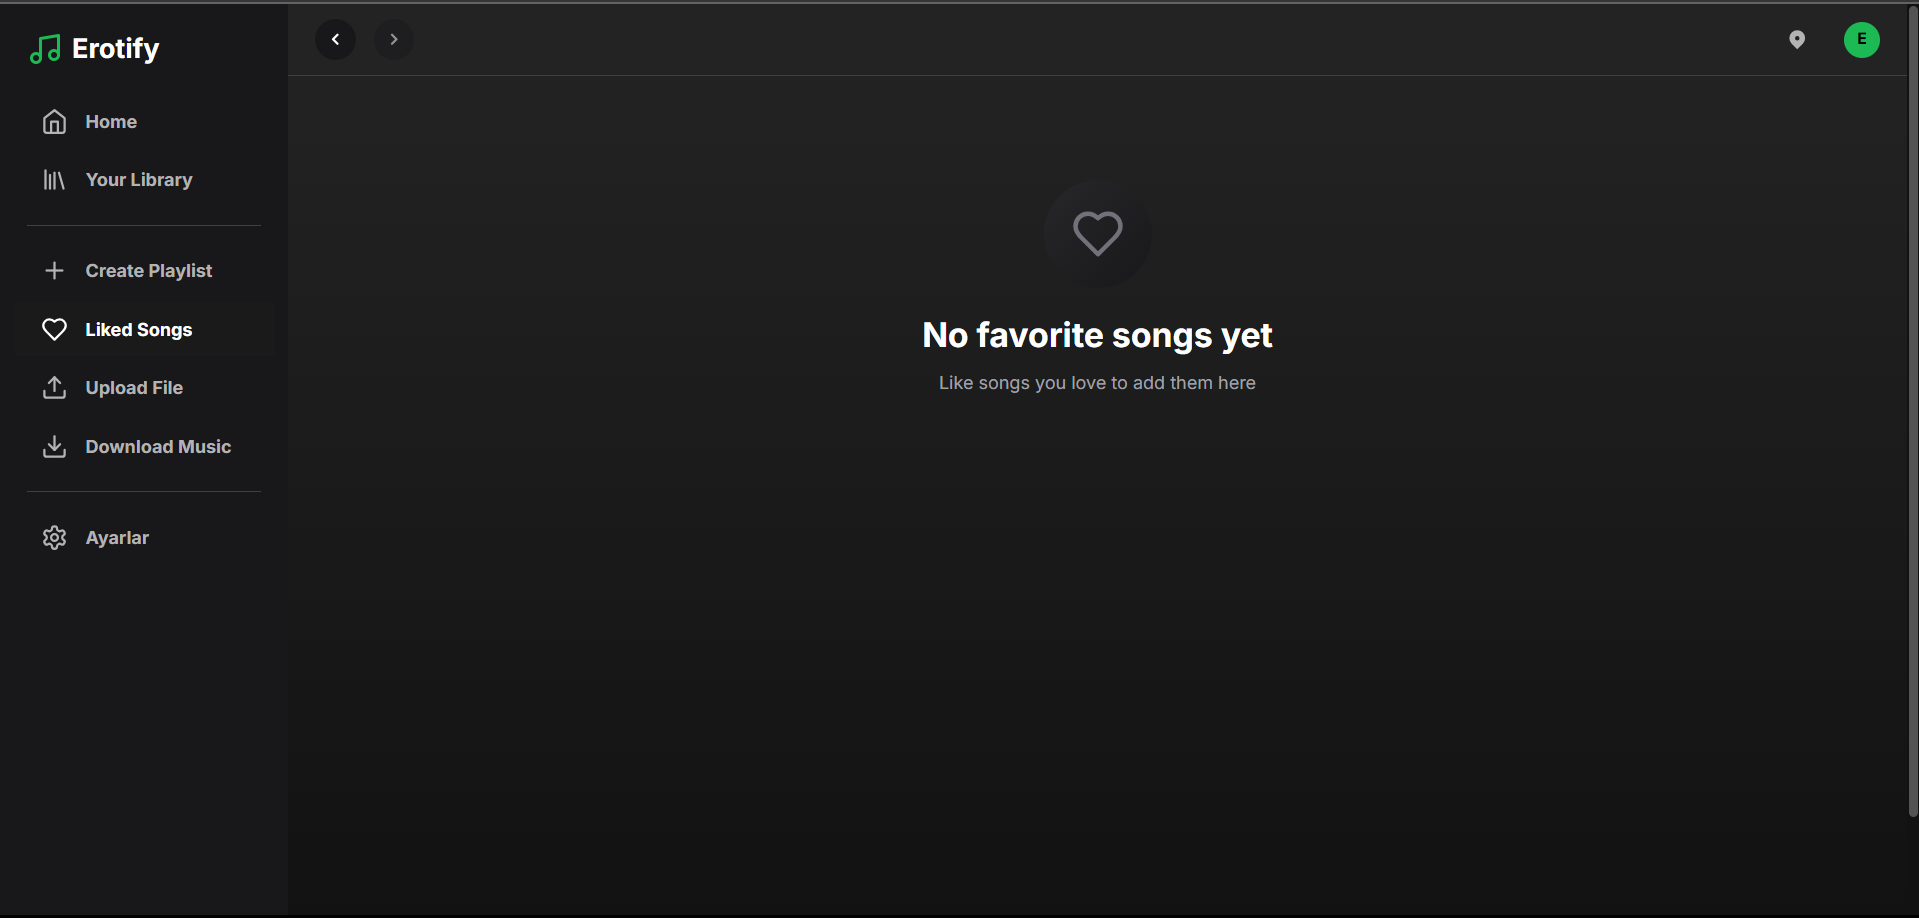 Erotify
Home
Your Library
Create Playlist
Liked Songs
Upload File
Download Music
Ayarlar
E
No favorite songs yet
Like songs you love to add them here